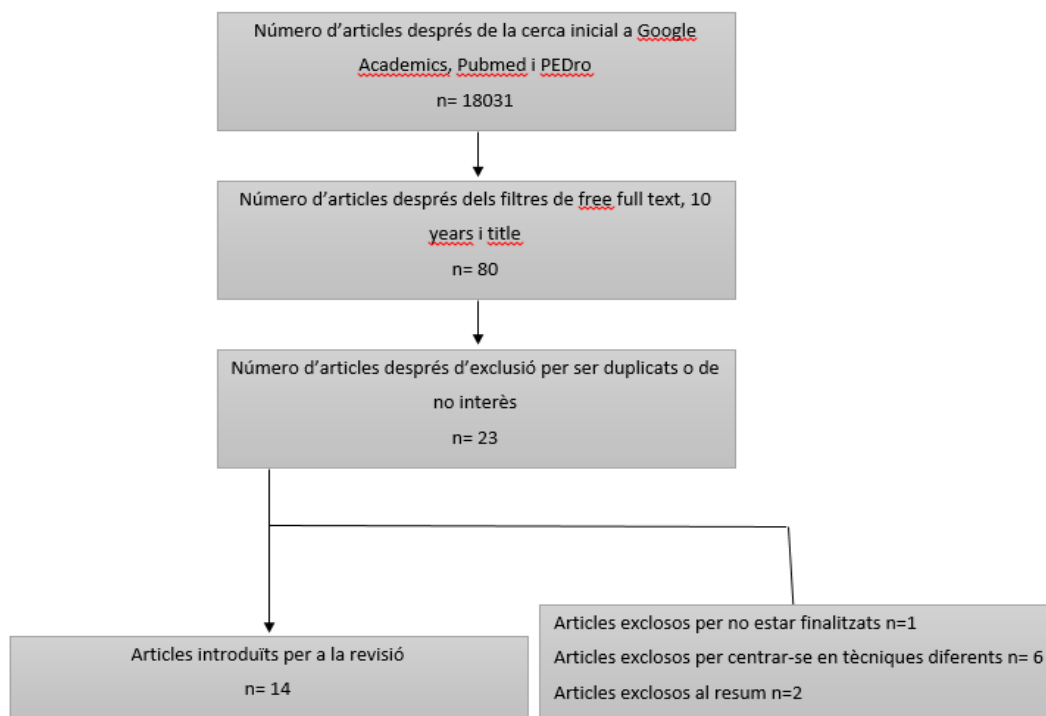 Número d'articles després de la cerca inicial a Google
Academics, Pubmed i PEDro
n= 18031
Número d'articles després dels filtres de free full text, 10
years i title
n= 80
Número d'articles després d'exclusió per ser duplicats o de
no interès
n= 23
Articles introduïts per a la revisió
n= 14
Articles exclosos per no estar finalitzats n=1
Articles exclosos per centrar-se en tècniques diferents n= 6
Articles exclosos al resum n=2